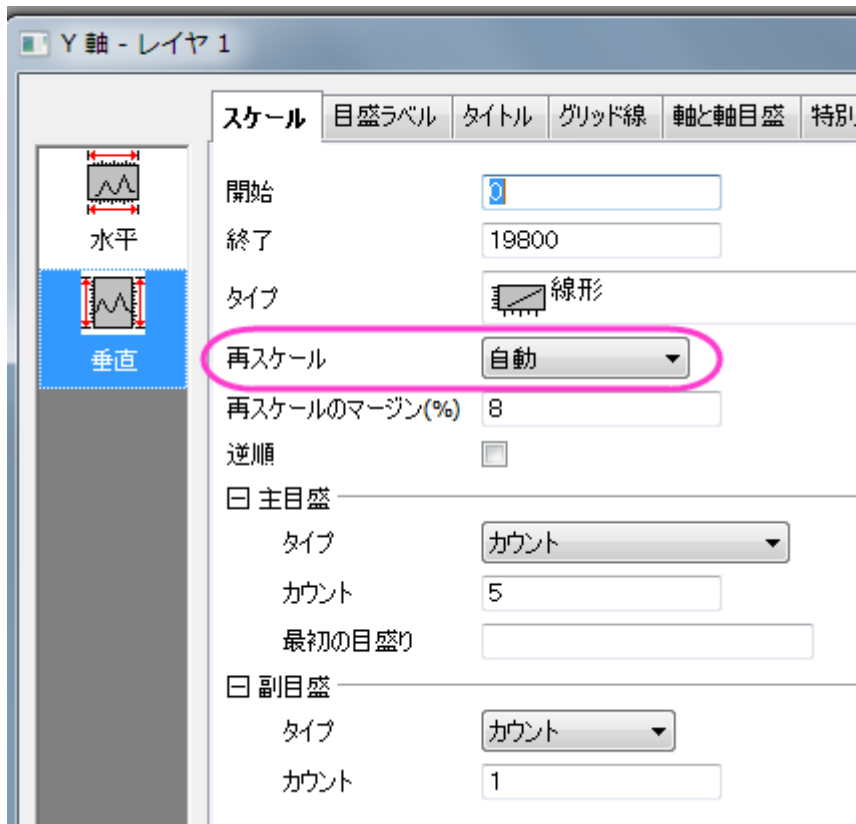 Y 軸 - レイヤ 1
スケール 目盛ラベル タイトル グリッド線 軸と軸目盛 特別
水平
垂直
開始 0
終了 19800
タイプ 線形
再スケール 自動
再スケールのマージン(%) 8
逆順
主目盛
タイプ カウント
カウント 5
最初の目盛り
副目盛
タイプ カウント
カウント 1